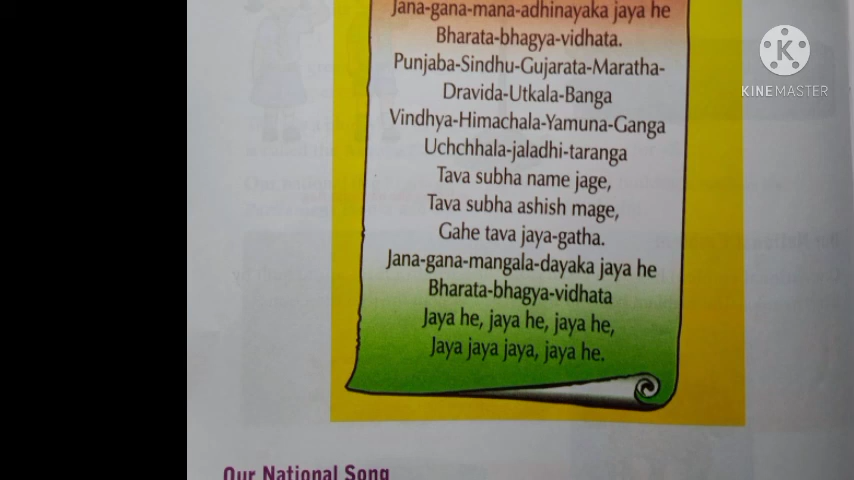 Jana-gana-mana-adhinayaka jaya he
Bharata-bhagya-vidhata.
Punjaba-Sindhu-Gujarata-Maratha-
Dravida-Utkala-Banga
Vindhya-Himachala-Yamuna-Ganga
Uchchhala-jaladhi-taranga
Tava subha name jage,
Tava subha ashish mage,
Gahe tava jaya-gatha.
Jana-gana-mangala-dayaka jaya he
Bharata-bhagya-vidhata
Jaya he, jaya he, jaya he,
Jaya jaya jaya, jaya he.
Our National Song
K
KINEMASTER